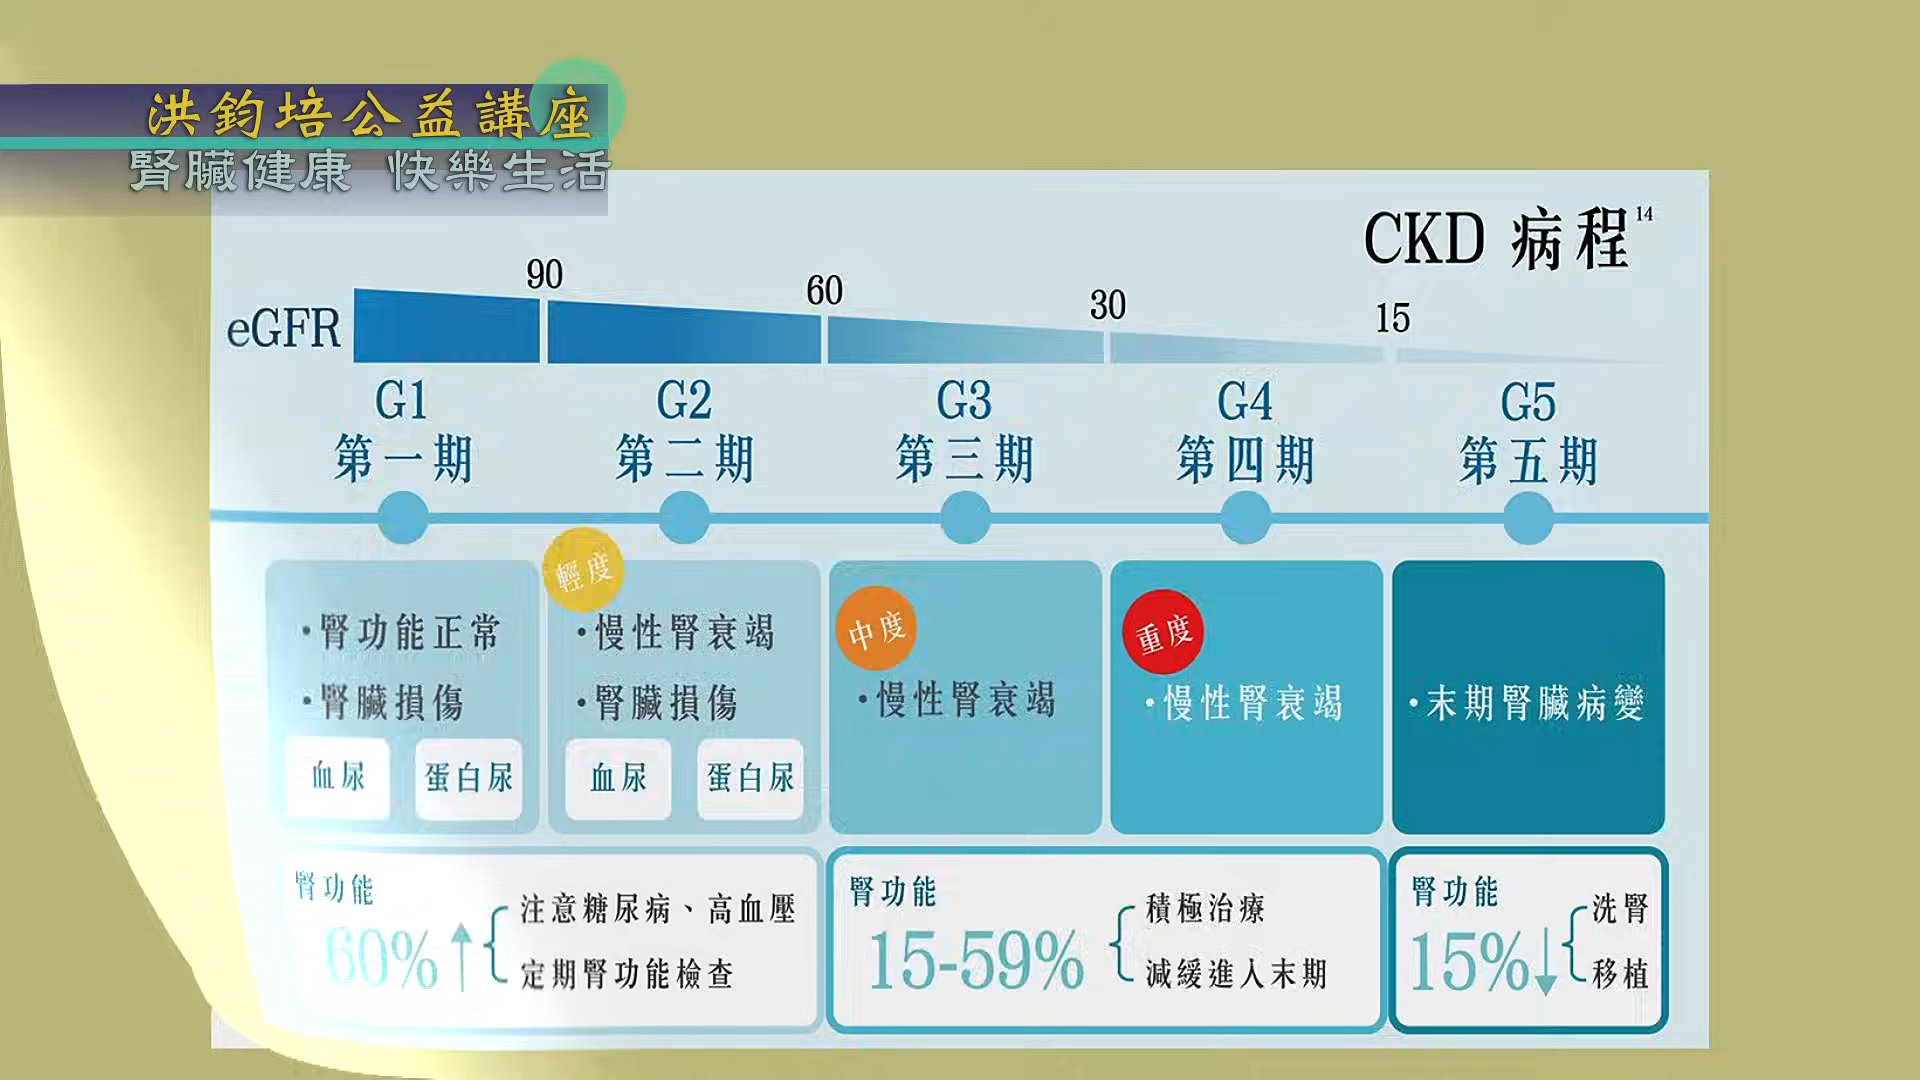 洪鈞培公益講座
腎臟健康 快樂生活
CKD 病程14
eGFR
90
60
30
15
G1
第一期
G2
第二期
G3
第三期
G4
第四期
G5
第五期
・腎功能正常
・腎臟損傷
血尿
蛋白尿
輕度
・慢性腎衰竭
・腎臟損傷
血尿
蛋白尿
中度
・慢性腎衰竭
重度
・慢性腎衰竭
・末期腎臟病變
腎功能
60%↑
注意糖尿病、高血壓
定期腎功能檢查
腎功能
15-59%
積極治療
減緩進入末期
腎功能
15%↓
洗腎
移植